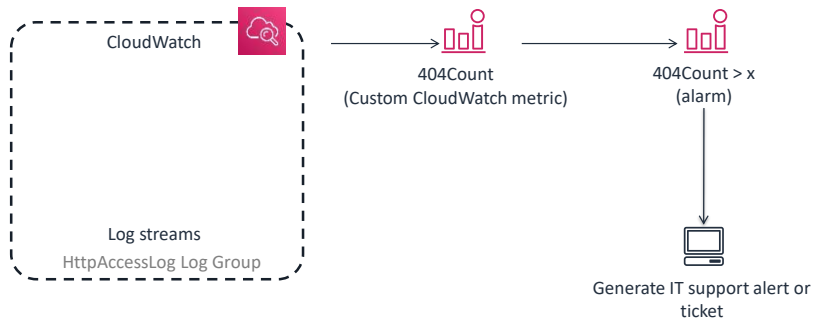 CloudWatch
404Count
(Custom CloudWatch metric)
404Count > x
(alarm)
Log streams
HttpAccessLog Log Group
Generate IT support alert or
ticket